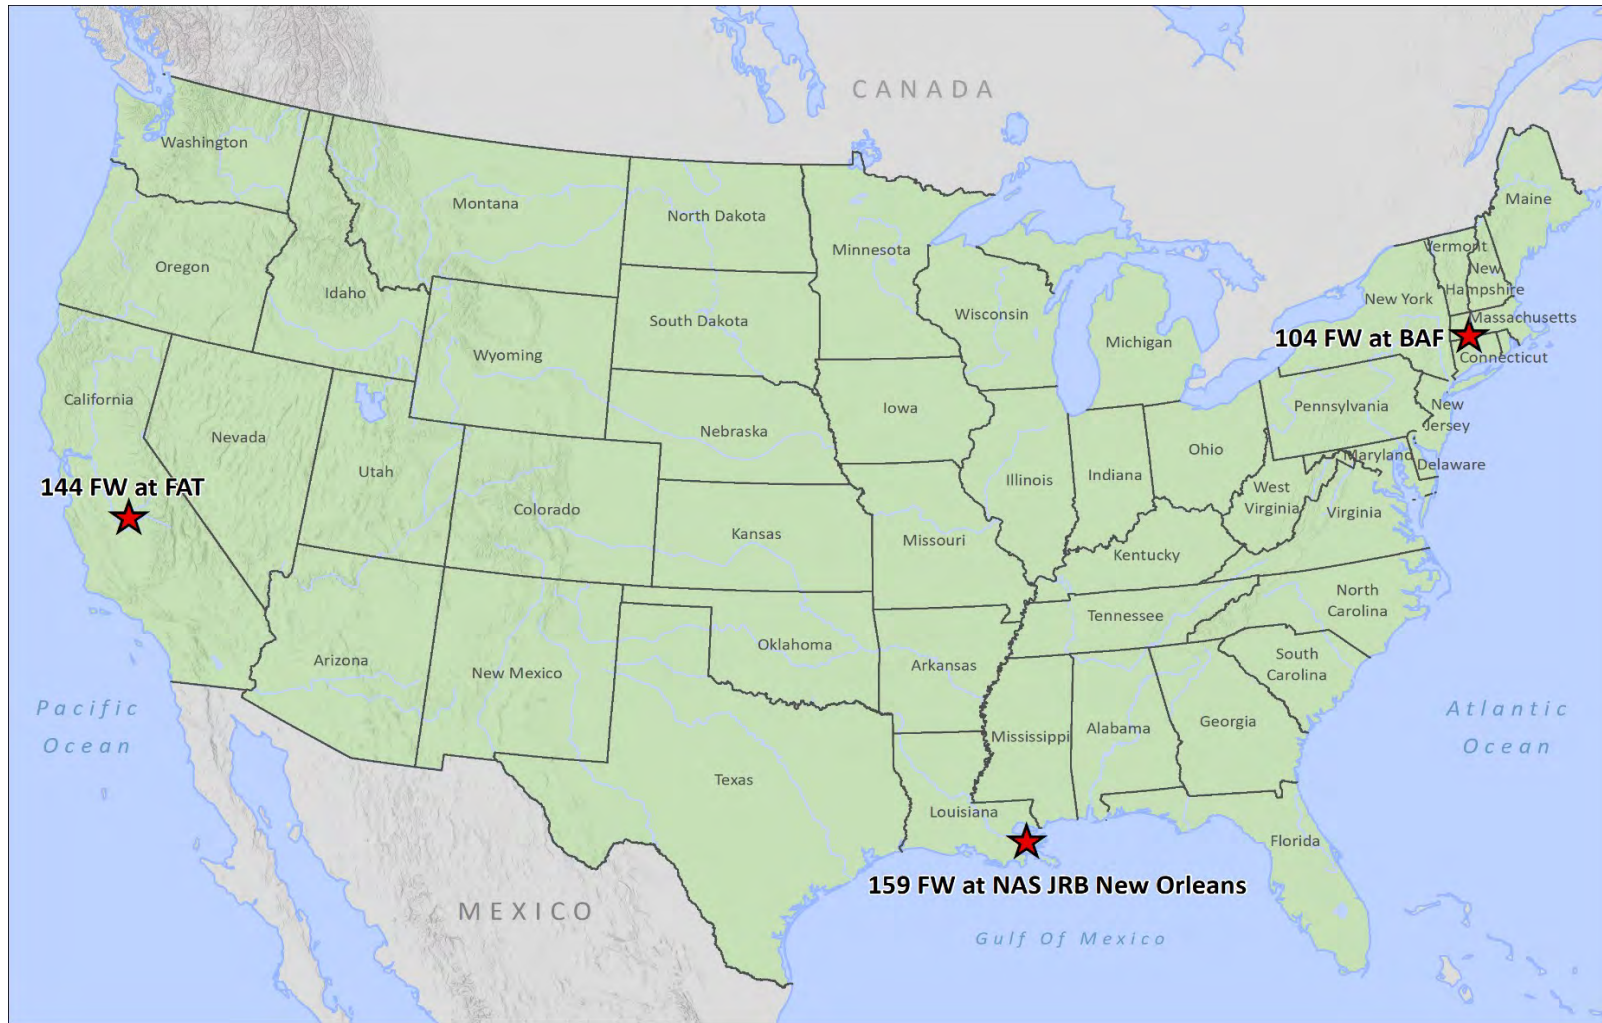 CANADA
Washington
Montana
North Dakota
Minnesota
Maine
Oregon
Idaho
Vermont
New
Hampshire
New York
Massachusetts
South Dakota
Wisconsin
Michigan
104 FW at BAF
Connecticut
Wyoming
California
Nevada
Nebraska
Iowa
Pennsylvania
New
Jersey
Utah
Illinois
Indiana
Ohio
Maryland
Delaware
144 FW at FAT
Colorado
Kansas
Missouri
West
Virginia
Virginia
Kentucky
North
Carolina
Tennessee
Arizona
New Mexico
Oklahoma
Arkansas
South
Carolina
Pacific
Ocean
Texas
Mississippi
Alabama
Georgia
Atlantic
Ocean
Louisiana
Florida
159 FW at NAS JRB New Orleans
MEXICO
Gulf Of Mexico